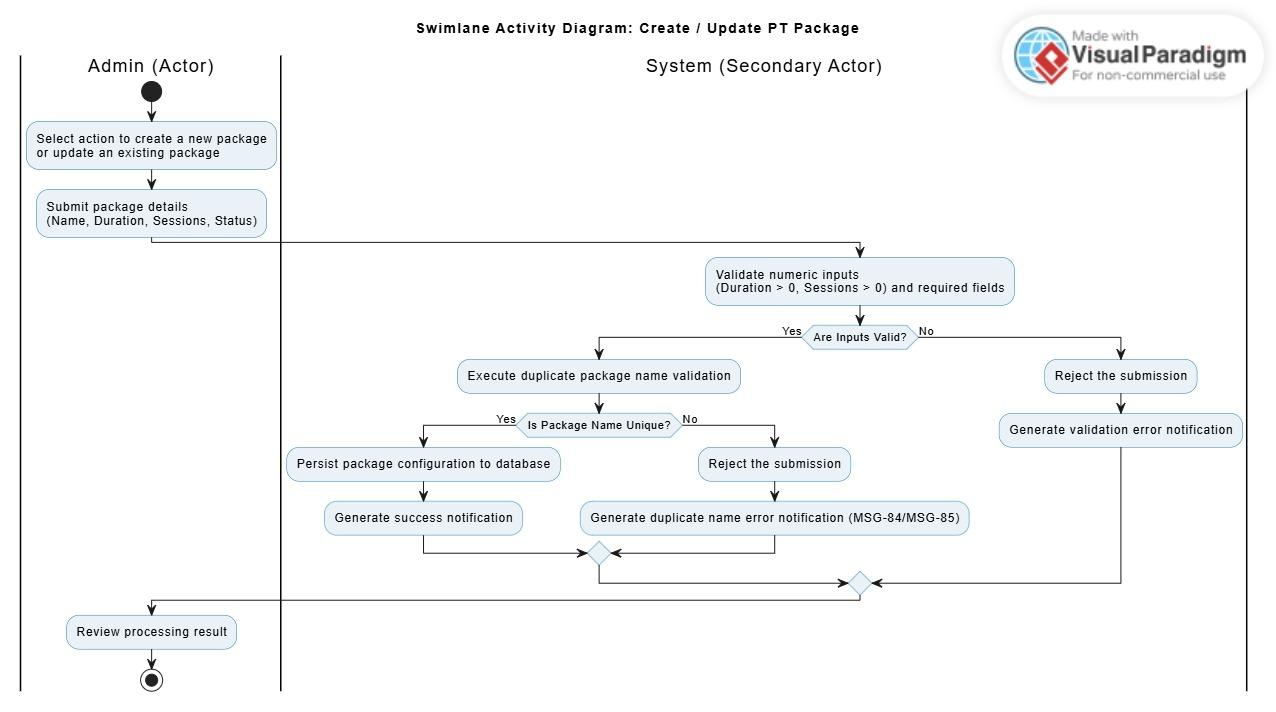 Swimlane Activity Diagram: Create / Update PT Package
Made with
Visual Paradigm
For non-commercial use
Admin (Actor)
System (Secondary Actor)
Select action to create a new package
or update an existing package
Submit package details
(Name, Duration, Sessions, Status)
Validate numeric inputs
(Duration > 0, Sessions > 0) and required fields
Yes
Are Inputs Valid?
No
Execute duplicate package name validation
Reject the submission
Yes
Is Package Name Unique?
No
Generate validation error notification
Persist package configuration to database
Reject the submission
Generate success notification
Generate duplicate name error notification (MSG-84/MSG-85)
Review processing result